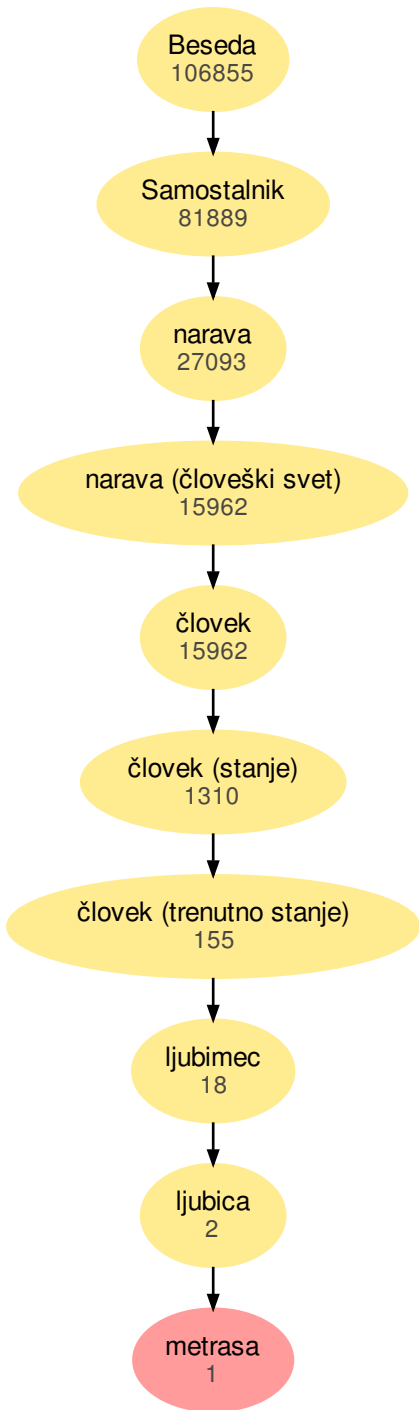 Beseda
106855
Samostalnik
81889
narava
27093
narava (človeški svet)
15962
človek
15962
človek (stanje)
1310
človek (trenutno stanje)
155
ljubimec
18
ljubica
2
metrasa
1